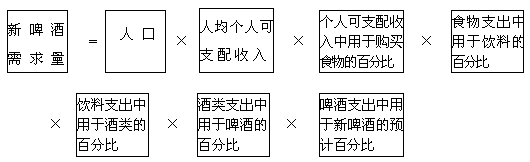 新啤酒需求量 = 人口 × 人均个人可支配收入 × 个人可支配收入中用于购买食物的百分比 × 食物支出中用于饮料的百分比
× 饮料支出中用于酒类的百分比 × 酒类支出中用于啤酒的百分比 × 啤酒支出中用于新啤酒的预计百分比